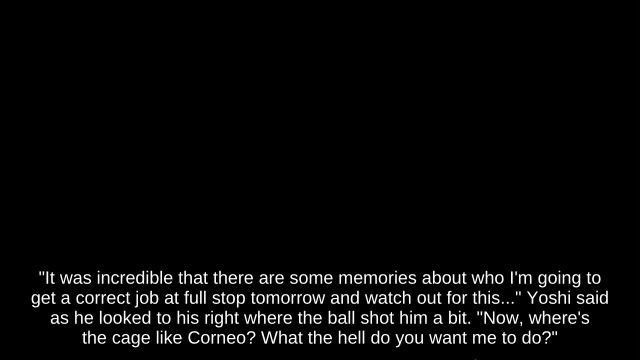 "It was incredible that there are some memories about who I'm going to
get a correct job at full stop tomorrow and watch out for this..." Yoshi said
as he looked to his right where the ball shot him a bit. "Now, where's
the cage like Corneo? What the hell do you want me to do?"